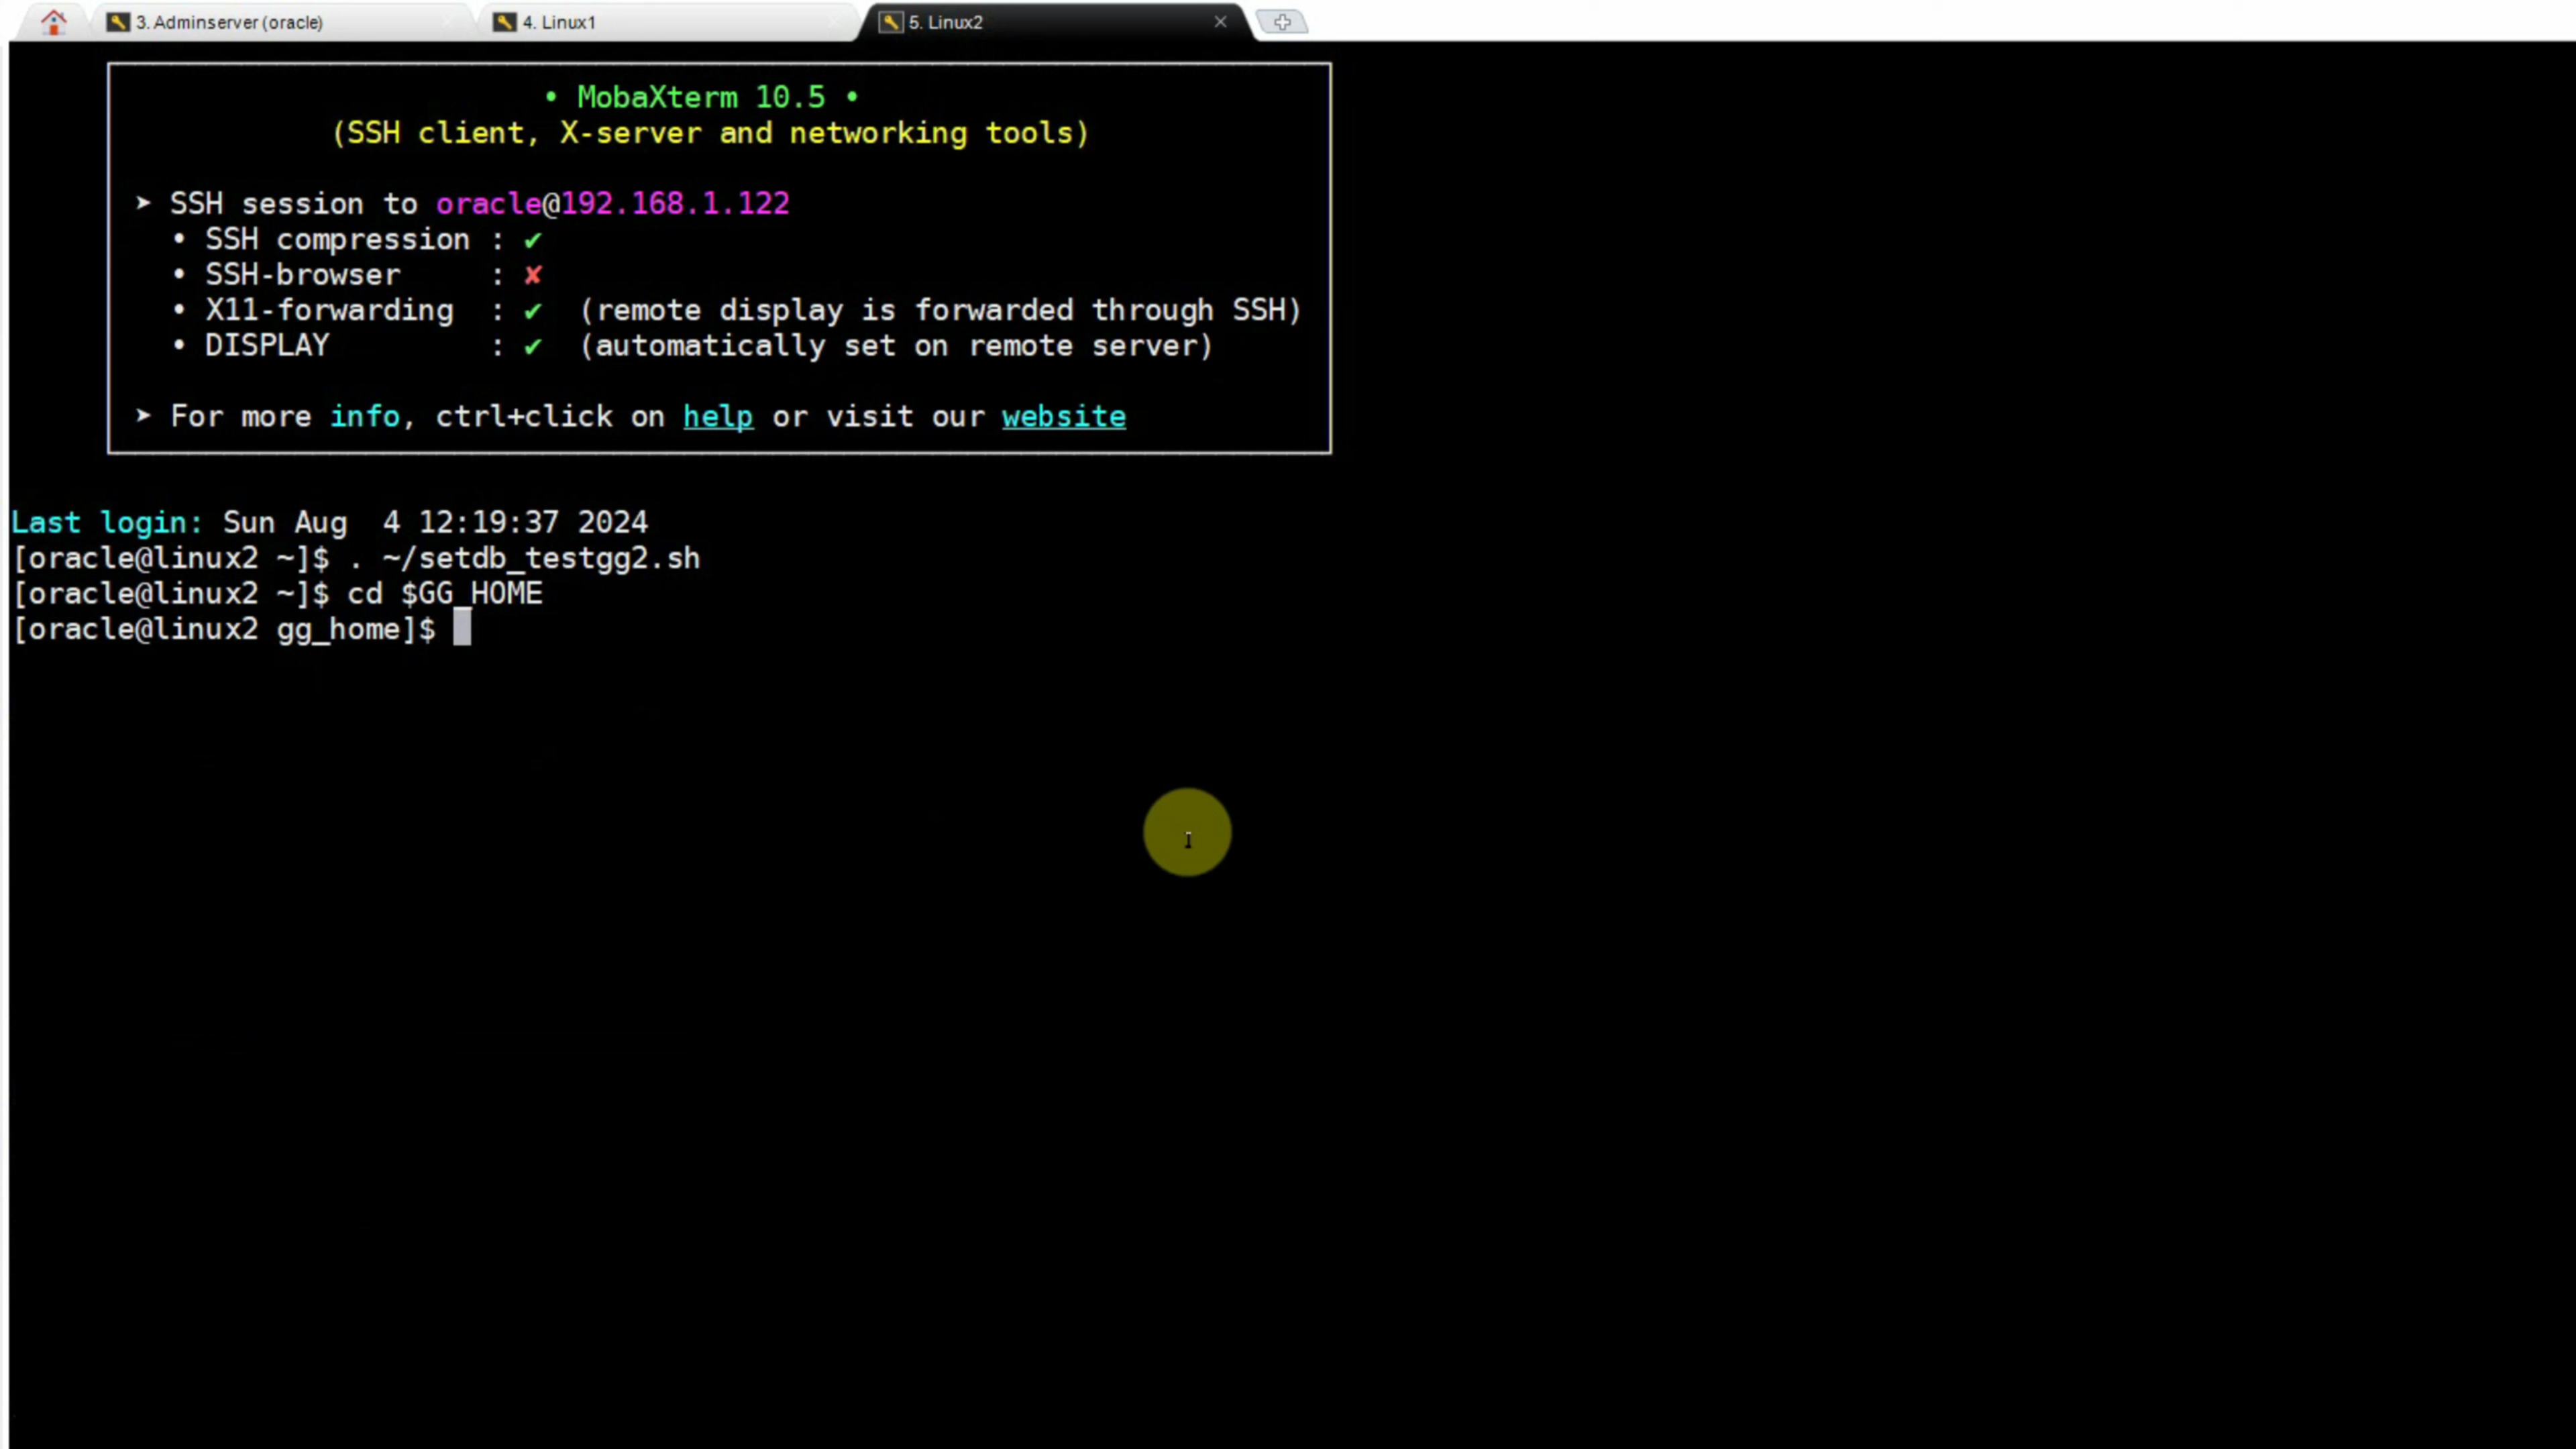 3. Adminserver (oracle)
4. Linux1
5. Linux2
• MobaXterm 10.5 •
(SSH client, X-server and networking tools)
➤ SSH session to oracle@192.168.1.122
• SSH compression : ✔
• SSH-browser     : ✘
• X11-forwarding  : ✔  (remote display is forwarded through SSH)
• DISPLAY         : ✔  (automatically set on remote server)
➤ For more info, ctrl+click on help or visit our website
Last login: Sun Aug  4 12:19:37 2024
[oracle@linux2 ~]$ . ~/setdb_testgg2.sh
[oracle@linux2 ~]$ cd $GG_HOME
[oracle@linux2 gg_home]$